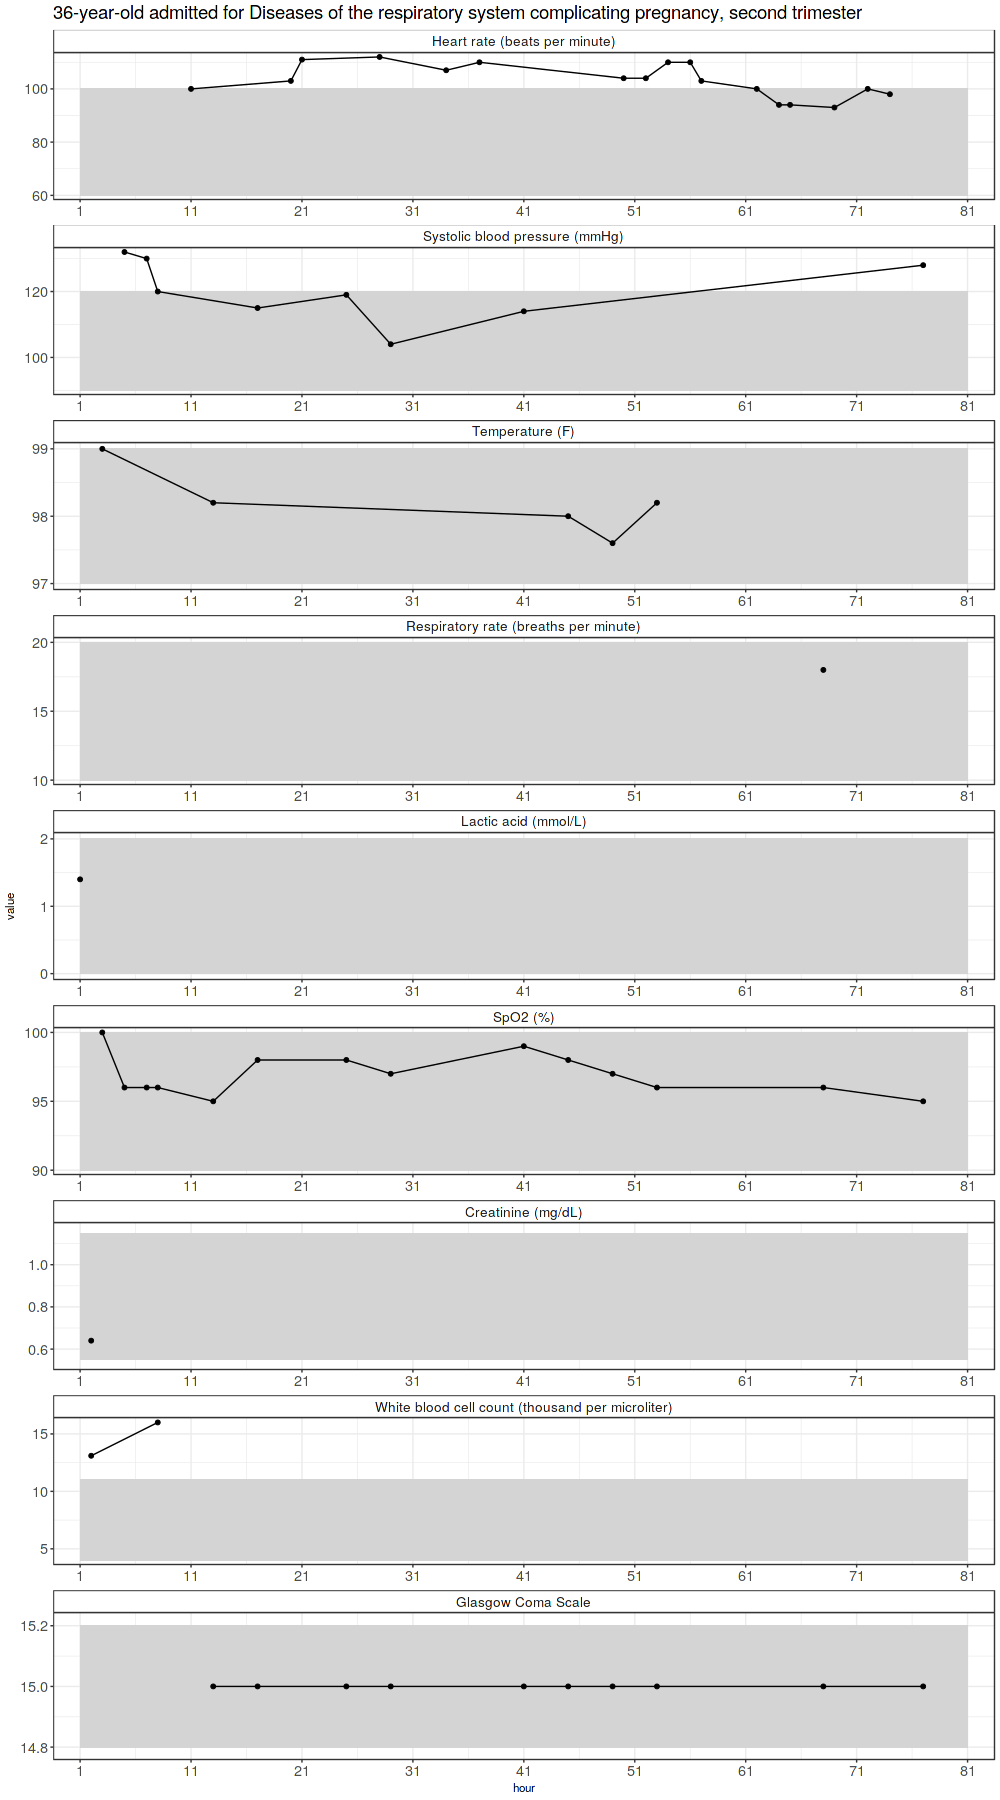 36-year-old admitted for Diseases of the respiratory system complicating pregnancy, second trimester
Heart rate (beats per minute)
100
80
60
1 11 21 31 41 51 61 71 81
Systolic blood pressure (mmHg)
120
100
1 11 21 31 41 51 61 71 81
Temperature (F)
99
98
97
1 11 21 31 41 51 61 71 81
Respiratory rate (breaths per minute)
20
15
10
1 11 21 31 41 51 61 71 81
Lactic acid (mmol/L)
2
1
0
1 11 21 31 41 51 61 71 81
value
SpO2 (%)
100
95
90
1 11 21 31 41 51 61 71 81
Creatinine (mg/dL)
1.0
0.8
0.6
1 11 21 31 41 51 61 71 81
White blood cell count (thousand per microliter)
15
10
5
1 11 21 31 41 51 61 71 81
Glasgow Coma Scale
15.2
15.0
14.8
1 11 21 31 41 51 61 71 81
hour